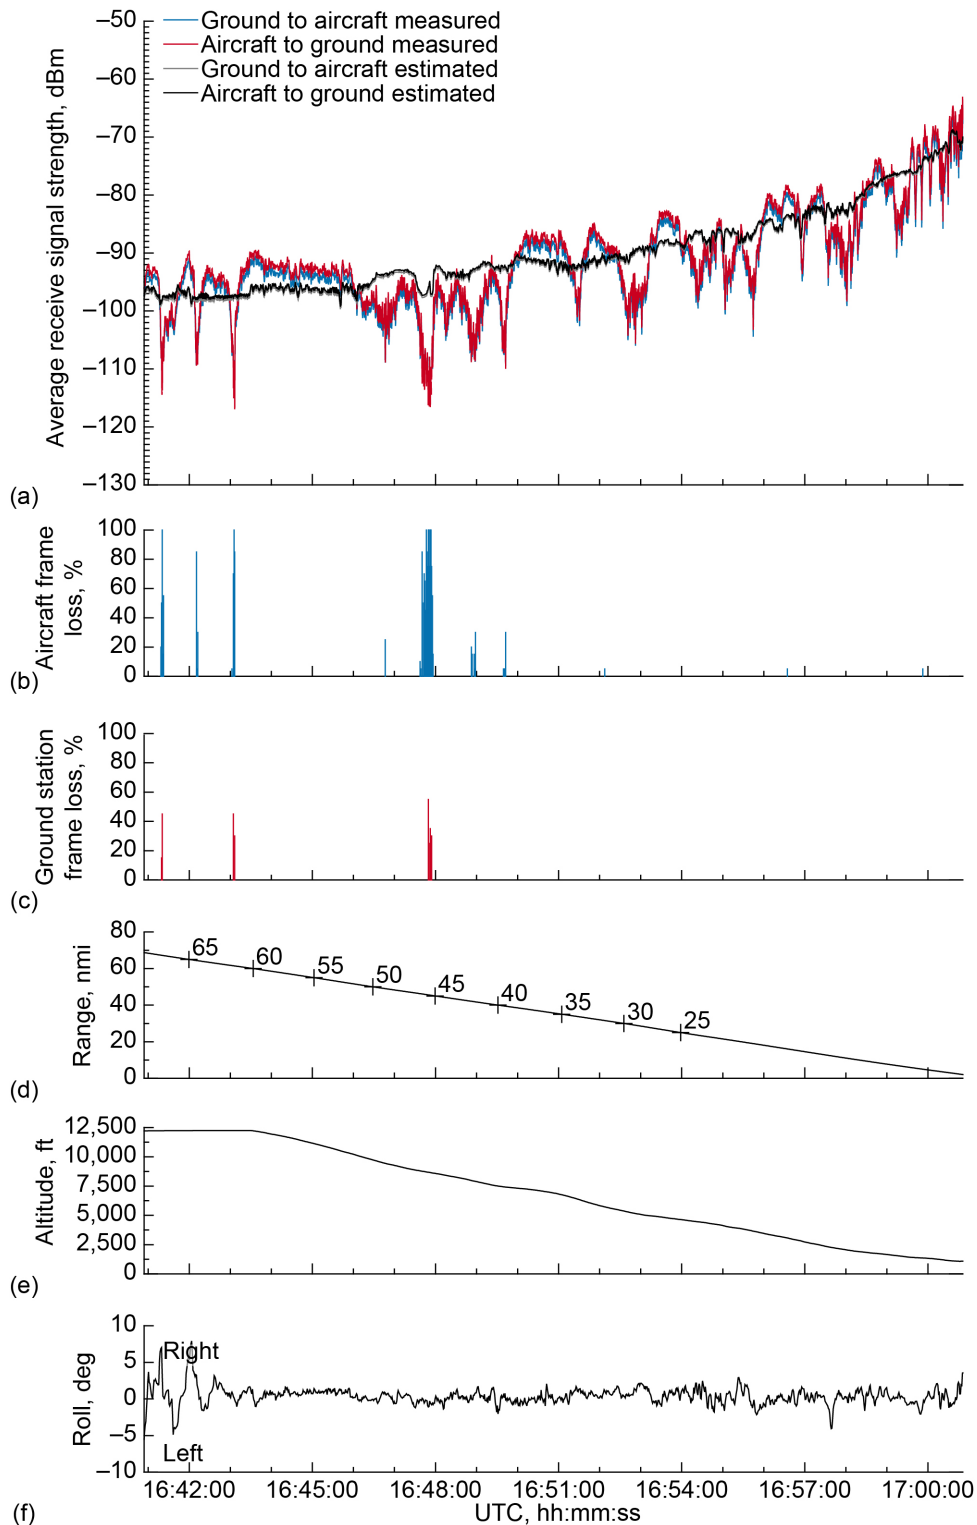 Ground to aircraft measured
Aircraft to ground measured
Ground to aircraft estimated
Aircraft to ground estimated
Average receive signal strength, dBm
–50
–60
–70
–80
–90
–100
–110
–120
–130
(a)
Aircraft frame
loss, %
100
80
60
40
20
0
(b)
Ground station
frame loss, %
100
80
60
40
20
0
(c)
Range, nmi
80
60
40
20
0
65
60
55
50
45
40
35
30
25
(d)
Altitude, ft
12,500
10,000
7,500
5,000
2,500
0
(e)
Roll, deg
10
5
0
–5
–10
Right
Left
16:42:00 16:45:00 16:48:00 16:51:00 16:54:00 16:57:00 17:00:00
UTC, hh:mm:ss
(f)